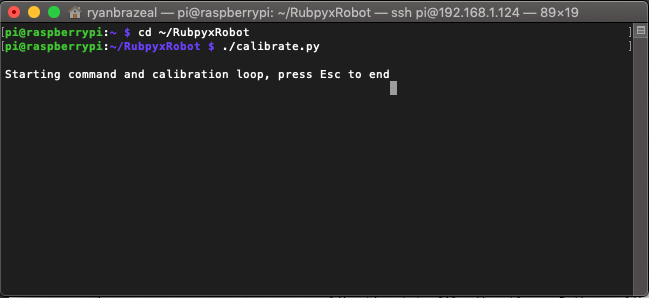 ryanbrazeal — pi@raspberrypi: ~/RubpyxRobot — ssh pi@192.168.1.124 — 89×19
[pi@raspberrypi:~ $ cd ~/RubpyxRobot ]
[pi@raspberrypi:~/RubpyxRobot $ ./calibrate.py ]
Starting command and calibration loop, press Esc to end